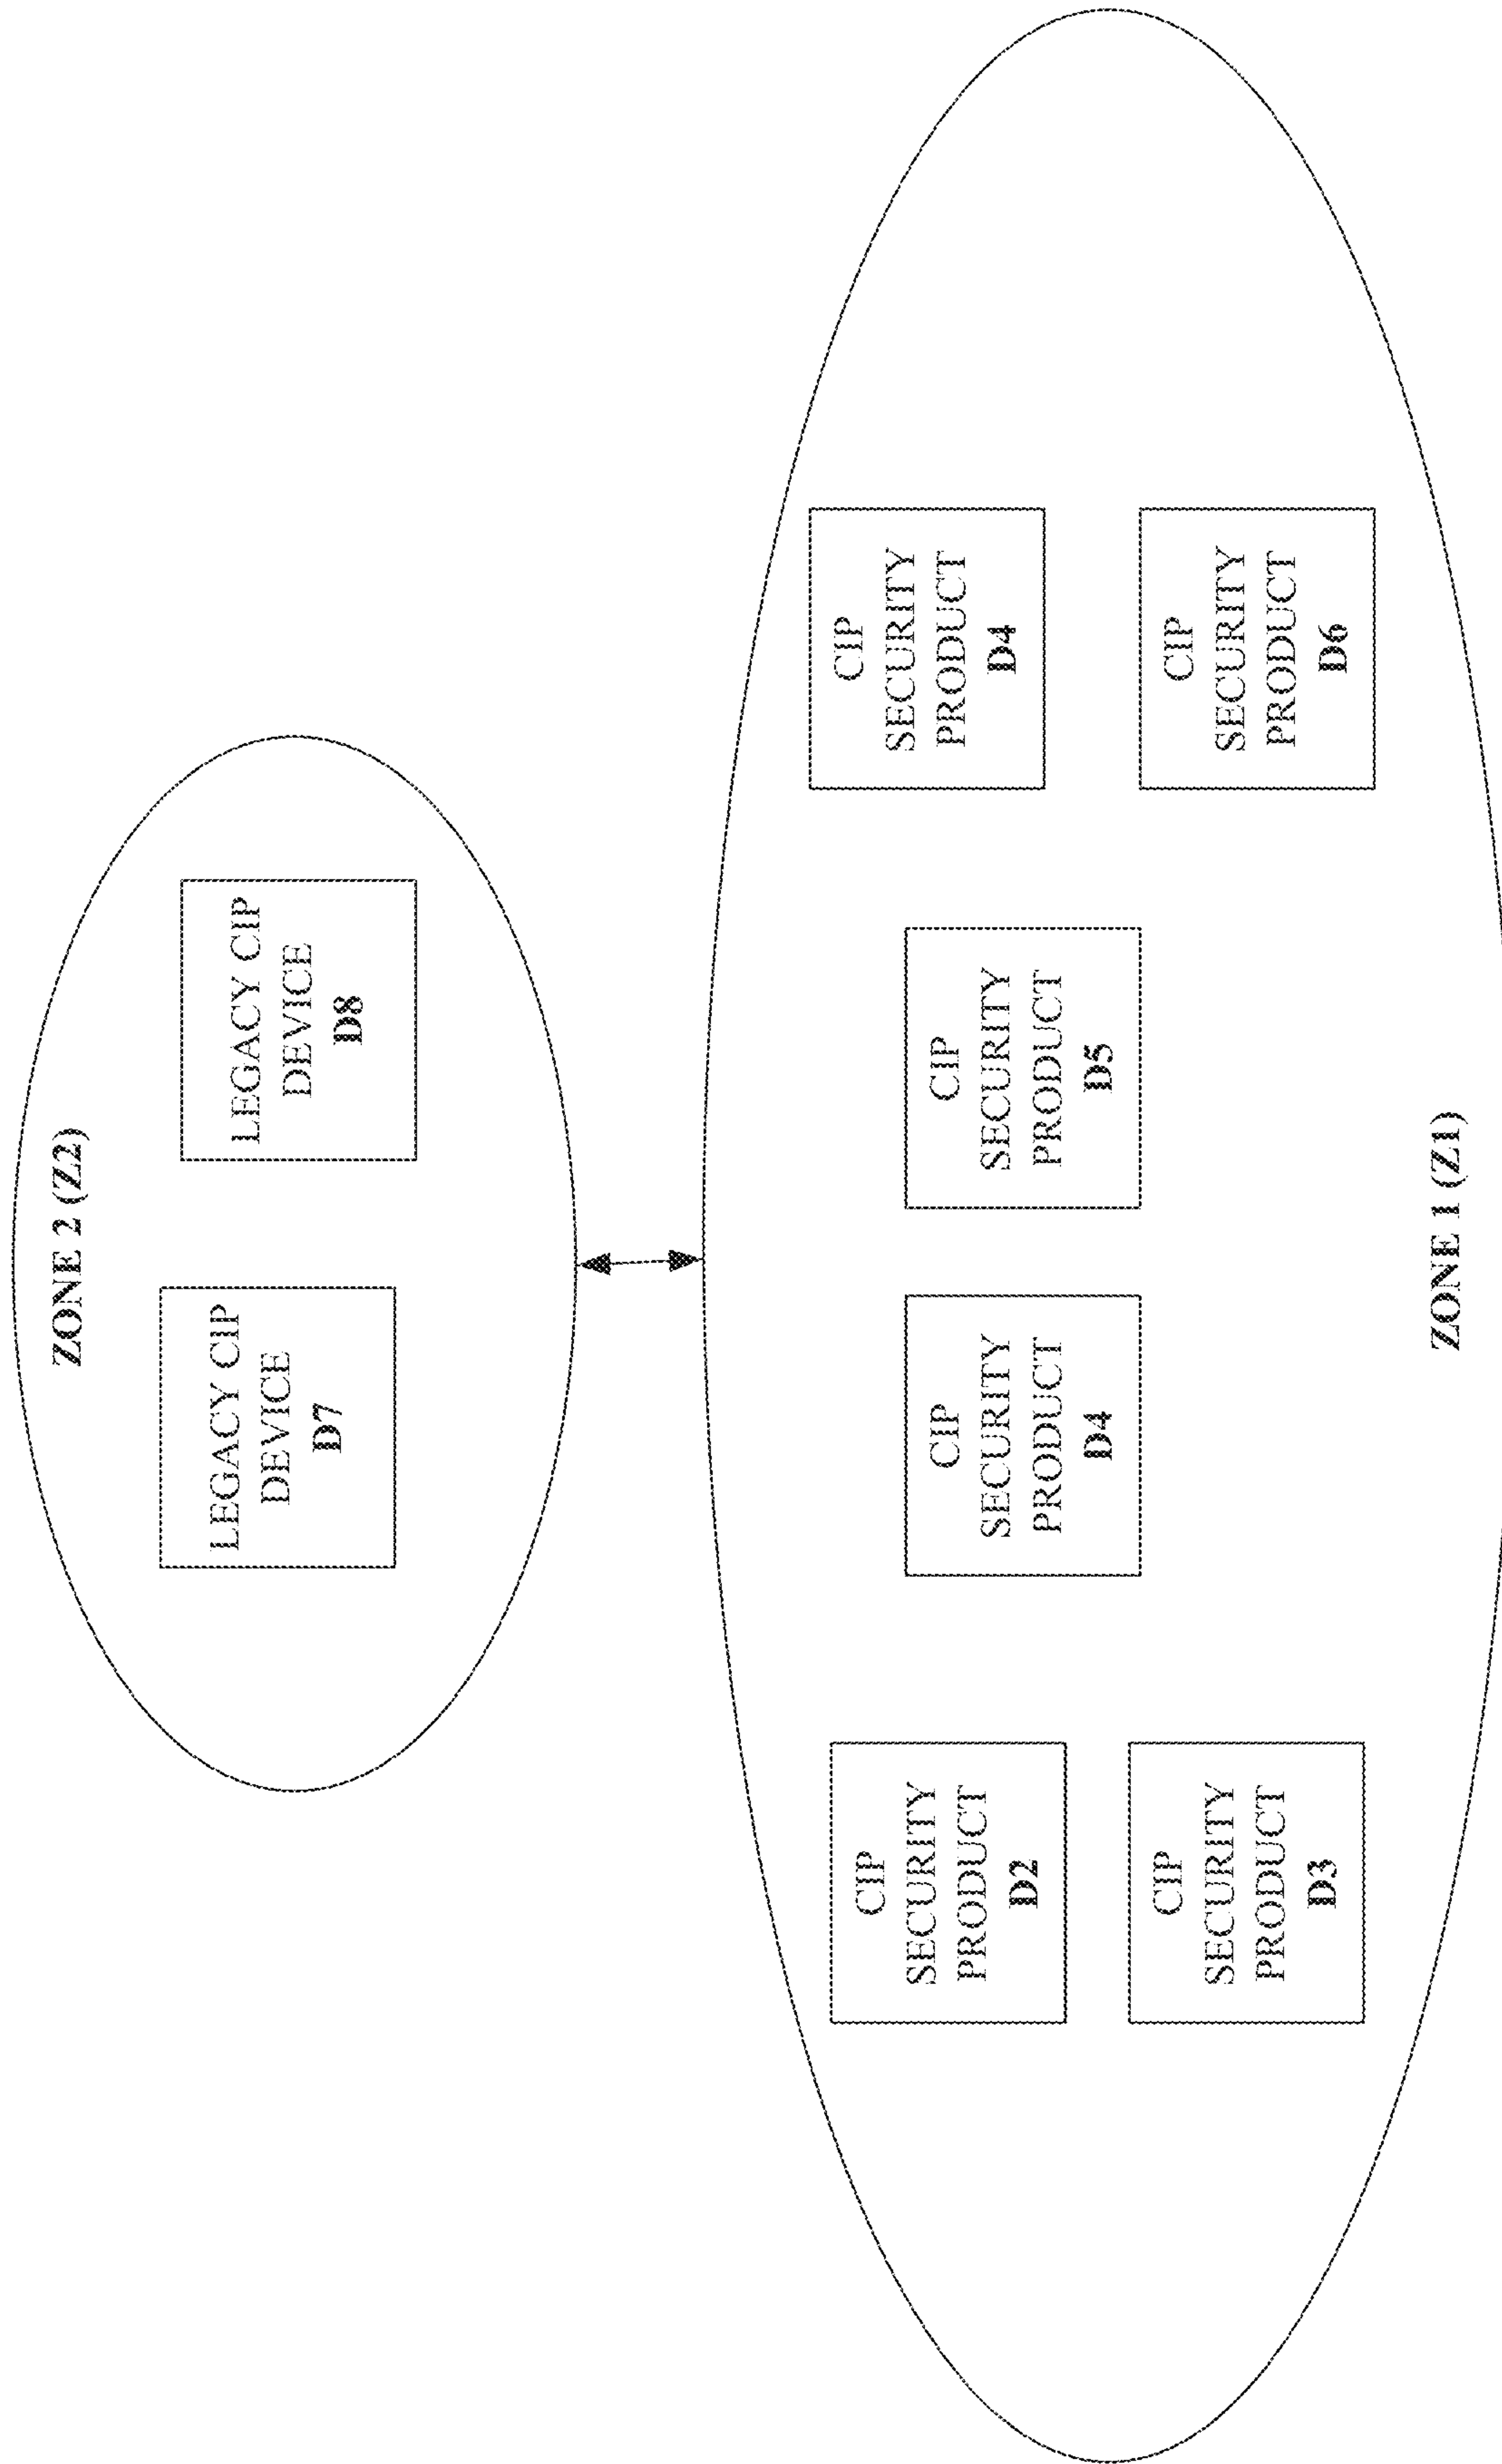 ZONE 2 (Z2)
LEGACY CIP
DEVICE
D7
LEGACY CIP
DEVICE
D8
CIP
SECURITY
PRODUCT
D2
CIP
SECURITY
PRODUCT
D3
CIP
SECURITY
PRODUCT
D4
CIP
SECURITY
PRODUCT
D5
CIP
SECURITY
PRODUCT
D4
CIP
SECURITY
PRODUCT
D6
ZONE 1 (Z1)